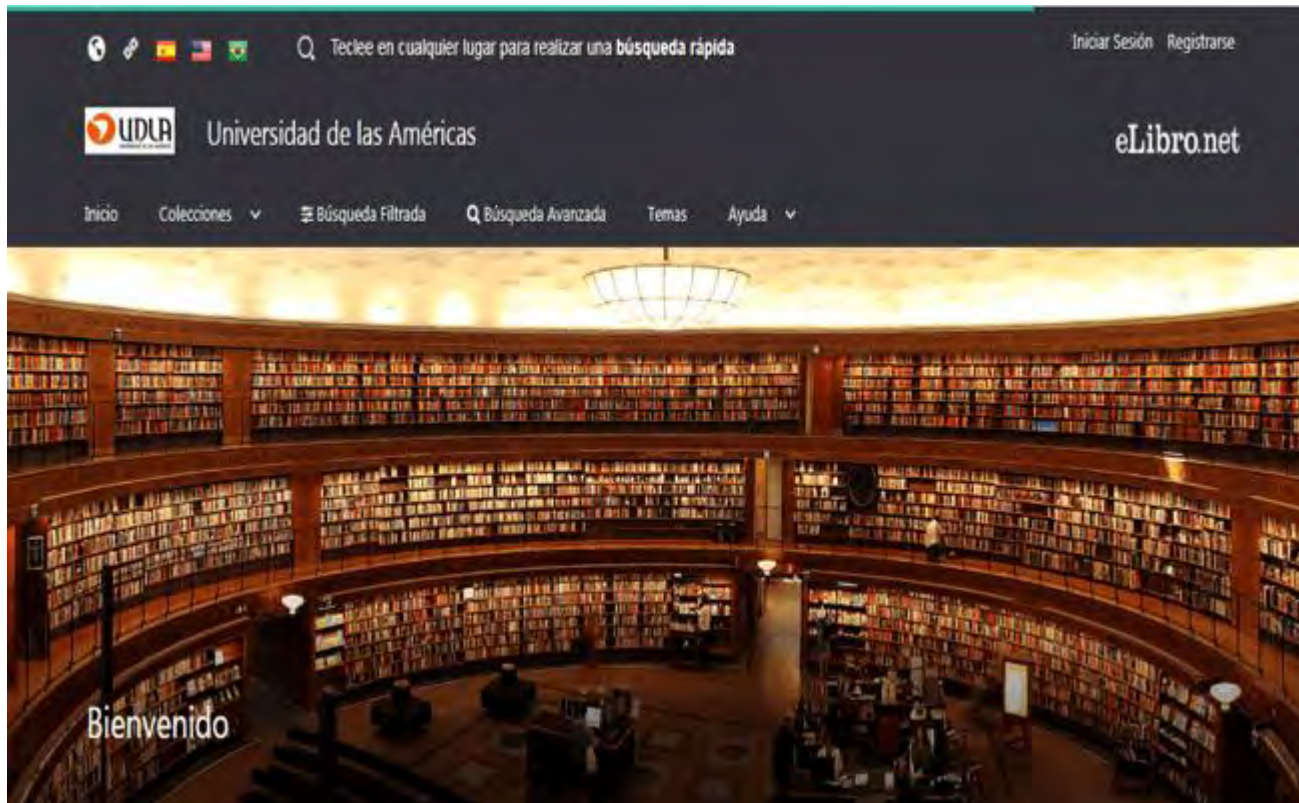 Teclee en cualquier lugar para realizar una búsqueda rápida
Iniciar Sesión Registrarse
UDLA
Universidad de las Américas
eLibro.net
Inicio Colecciones Búsqueda Filtrada Búsqueda Avanzada Temas Ayuda
Bienvenido